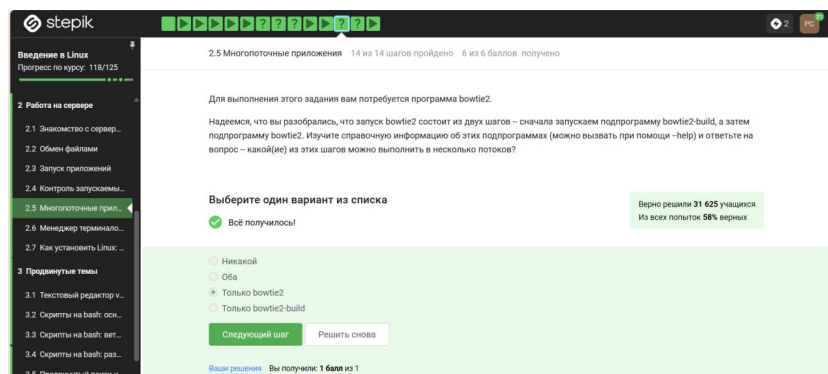 stepik
2
PC
21
Введение в Linux
Прогресс по курсу: 118/125
2 Работа на сервере
2.1 Знакомство с сервер...
2.2 Обмен файлами
2.3 Запуск приложений
2.4 Контроль запускаемы...
2.5 Многопоточные прил...
2.6 Менеджер терминало...
2.7 Как установить Linux: ...
3 Продвинутые темы
3.1 Текстовый редактор v...
3.2 Скрипты на bash: осн...
3.3 Скрипты на bash: вет...
3.4 Скрипты на bash: раз...
2.5 Многопоточные приложения 14 из 14 шагов пройдено 6 из 6 баллов получено
Для выполнения этого задания вам потребуется программа bowtie2.
Надеемся, что вы разобрались, что запуск bowtie2 состоит из двух шагов – сначала запускаем подпрограмму bowtie2-build, а затем
подпрограмму bowtie2. Изучите справочную информацию об этих подпрограммах (можно вызвать при помощи –help) и ответьте на
вопрос – какой(ие) из этих шагов можно выполнить в несколько потоков?
Выберите один вариант из списка
Всё получилось!
Верно решили 31 625 учащихся
Из всех попыток 58% верных
Никакой
Оба
Только bowtie2
Только bowtie2-build
Следующий шаг
Решить снова
Ваши решения Вы получили: 1 балл из 1